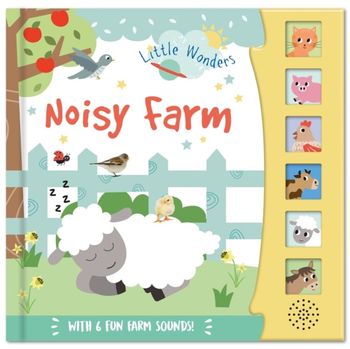 Little Wonders
Noisy Farm
z
z
z
WITH 6 FUN FARM SOUNDS!